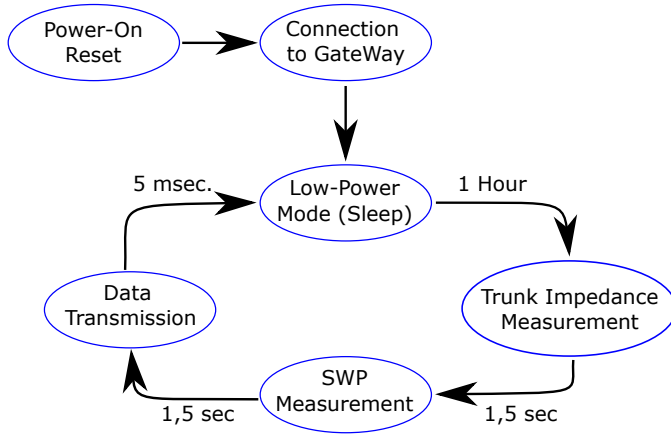 Power-On
Reset
Connection
to GateWay
5 msec.
Low-Power
Mode (Sleep)
1 Hour
Data
Transmission
Trunk Impedance
Measurement
SWP
Measurement
1,5 sec
1,5 sec